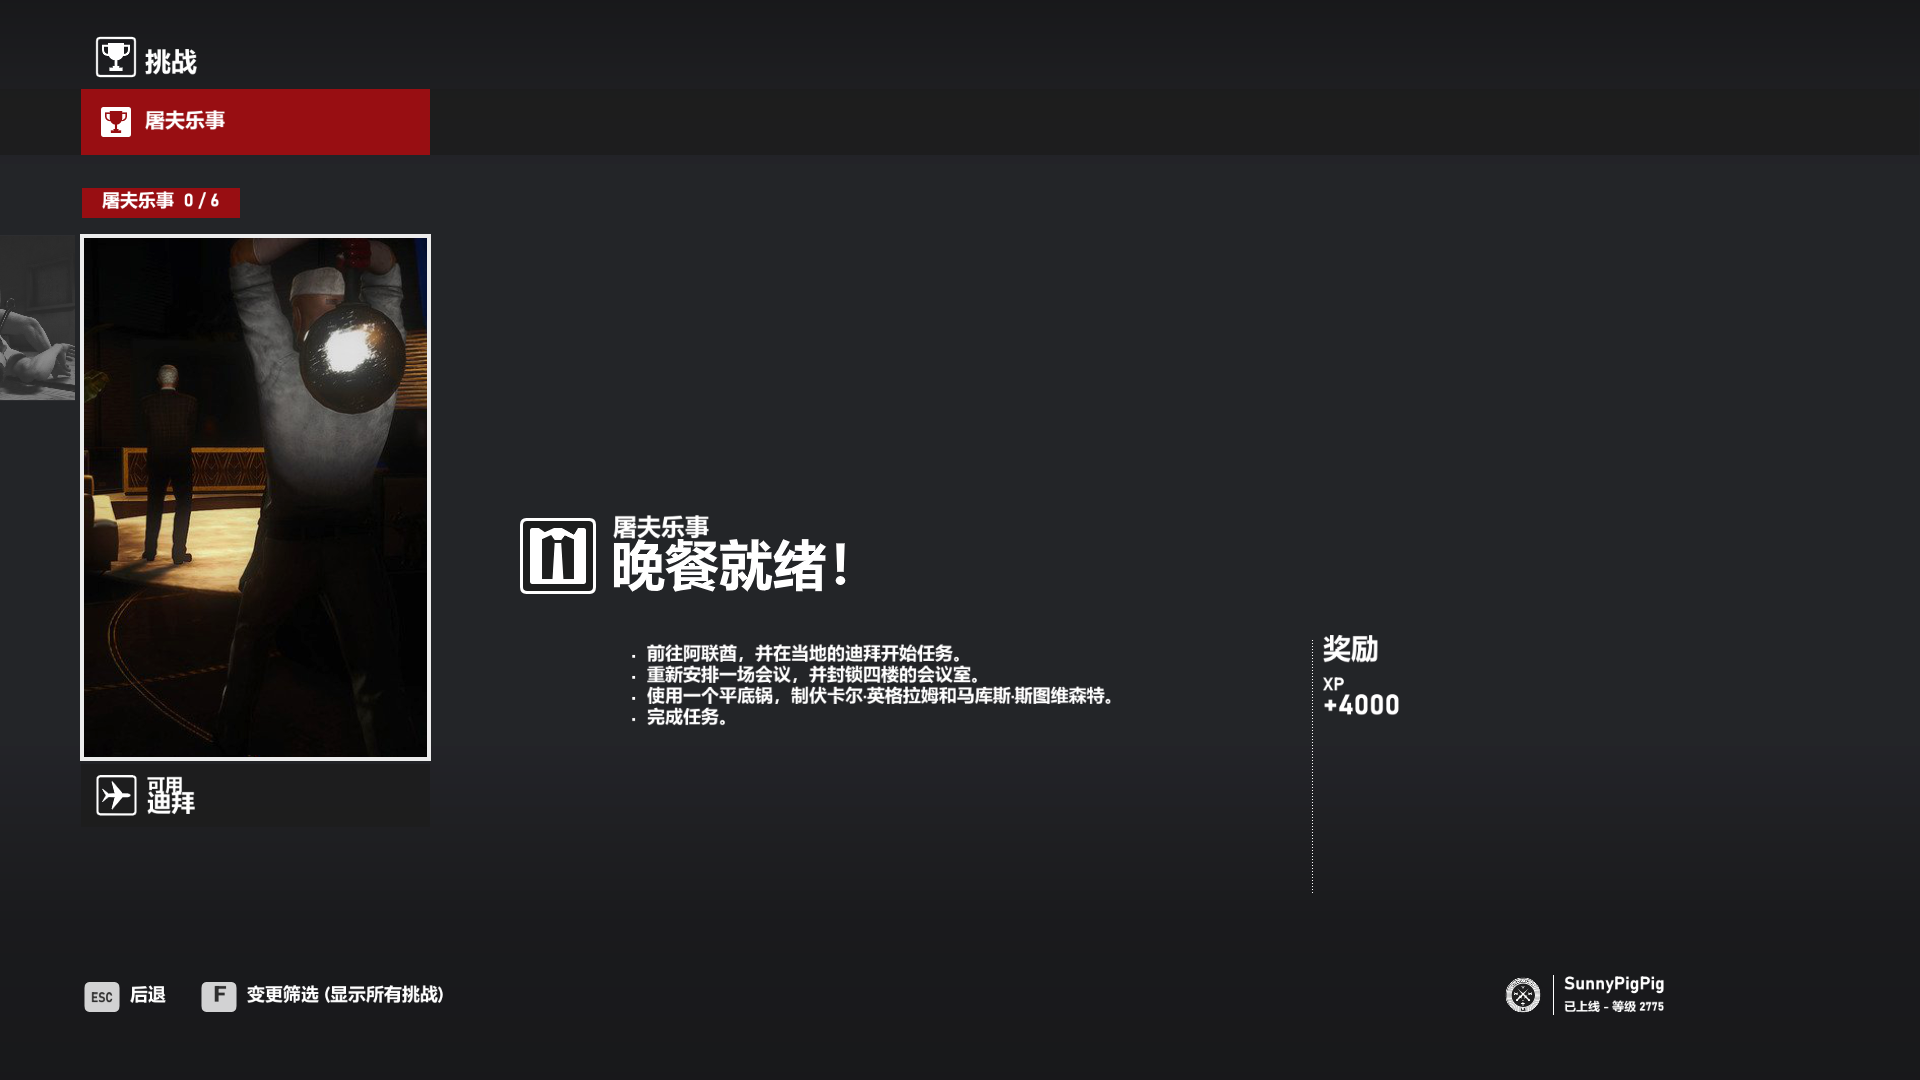 挑战
屠夫乐事
屠夫乐事 0 / 6
屠夫乐事
晚餐就绪！
· 前往阿联酋，并在当地的迪拜开始任务。
· 重新安排一场会议，并封锁四楼的会议室。
· 使用一个平底锅，制伏卡尔·英格拉姆和马库斯·斯图维森特。
· 完成任务。
奖励
XP
+4000
可用
迪拜
ESC 后退
F 变更筛选 (显示所有挑战)
SunnyPigPig
已上线 - 等级 2775